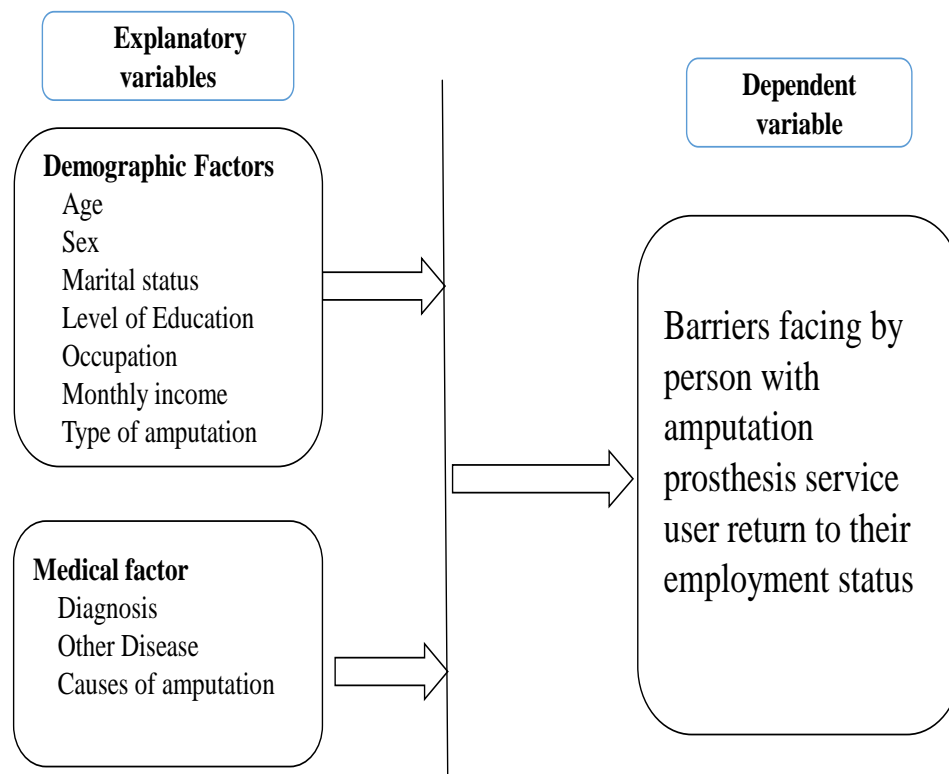 Explanatory
variables
Demographic Factors
Age
Sex
Marital status
Level of Education
Occupation
Monthly income
Type of amputation
Medical factor
Diagnosis
Other Disease
Causes of amputation
Dependent
variable
Barriers facing by
person with
amputation
prosthesis service
user return to their
employment status